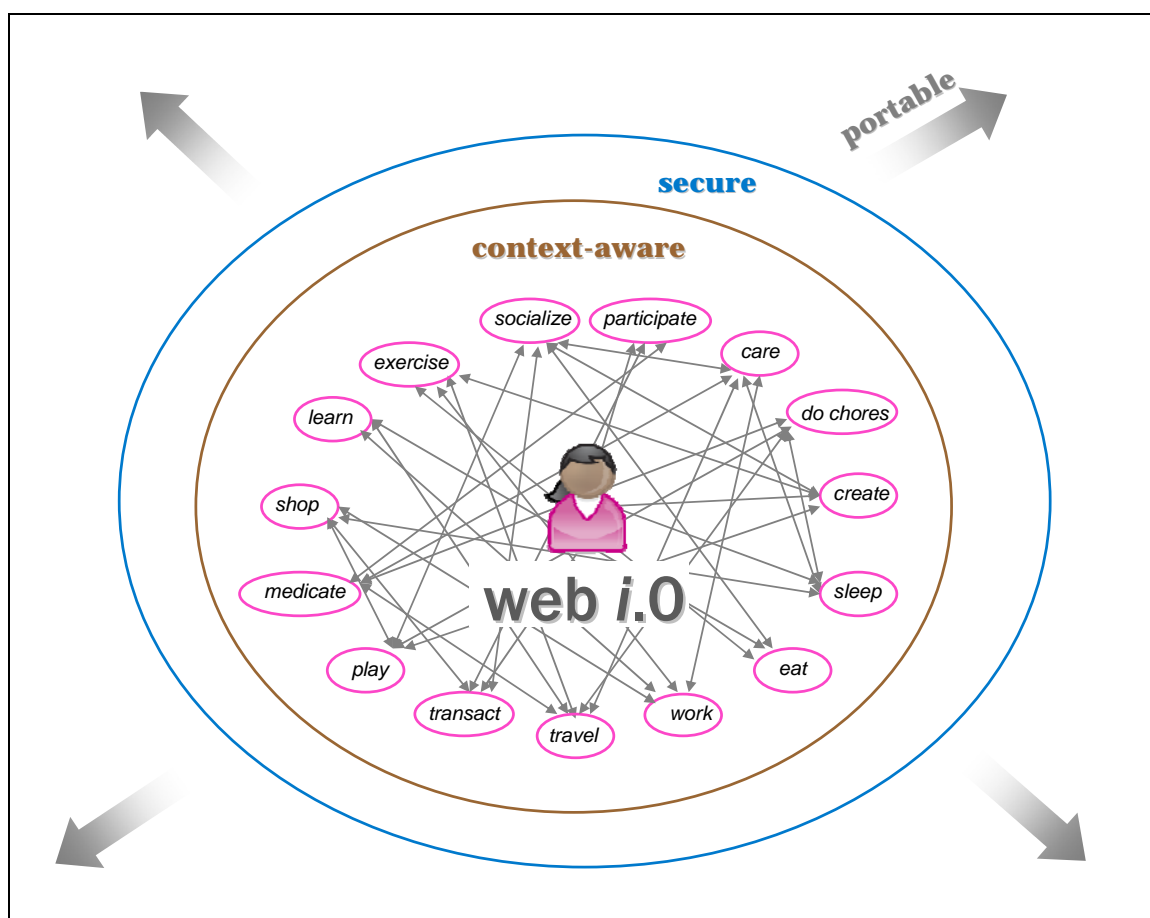 portable
secure
context-aware
socialize
participate
care
exercise
do chores
learn
create
shop
sleep
medicate
web i.0
eat
play
work
transact
travel